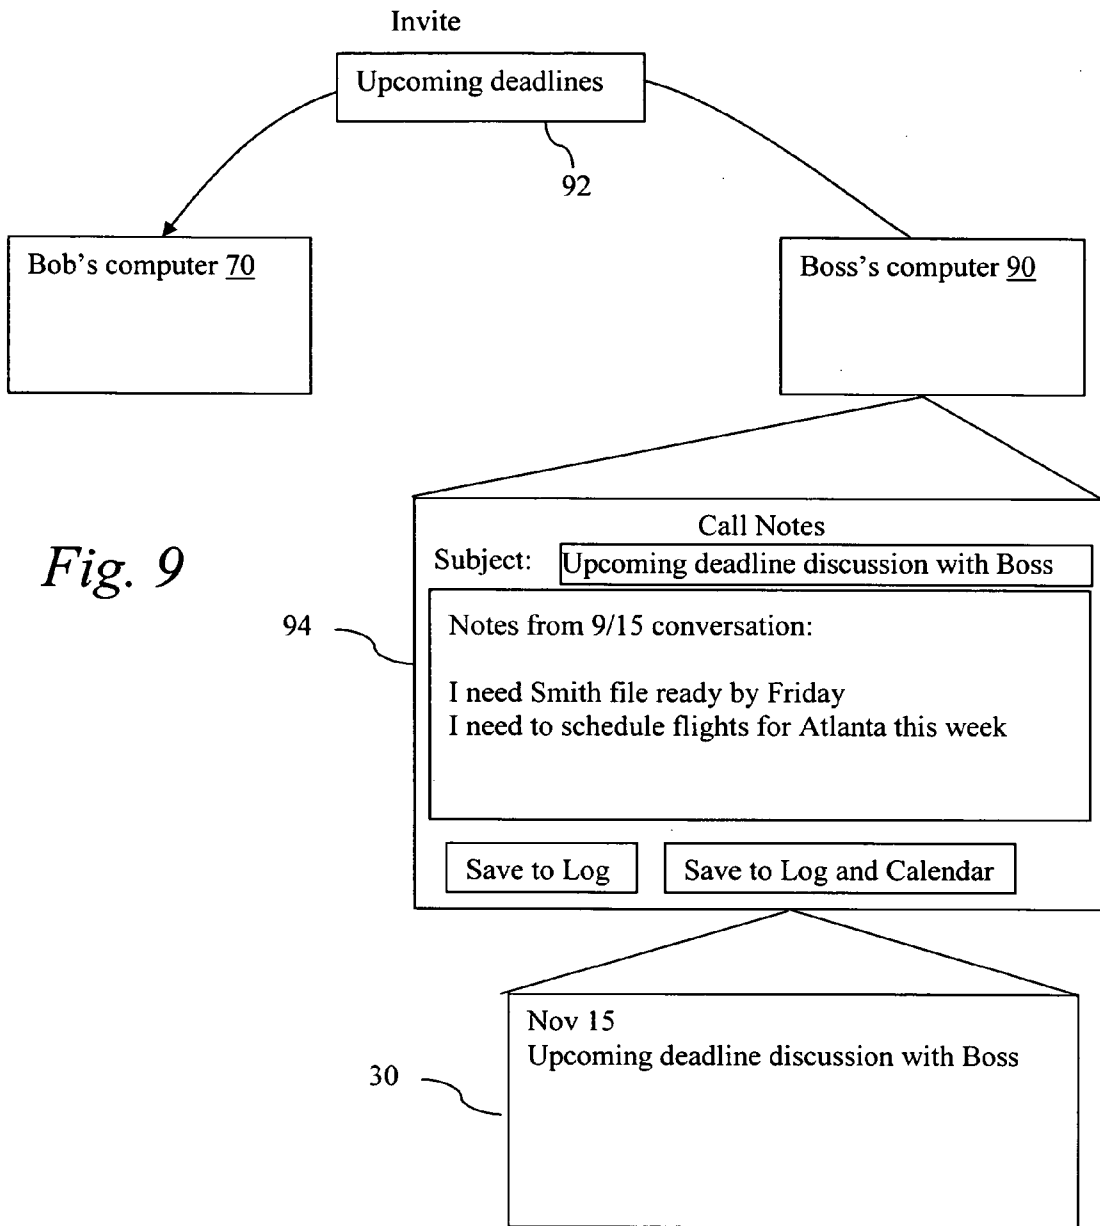 Invite
Upcoming deadlines
92
Bob's computer 70
Boss's computer 90
Fig. 9
Call Notes
Subject: Upcoming deadline discussion with Boss
94
Notes from 9/15 conversation:
I need Smith file ready by Friday
I need to schedule flights for Atlanta this week
Save to Log
Save to Log and Calendar
Nov 15
Upcoming deadline discussion with Boss
30